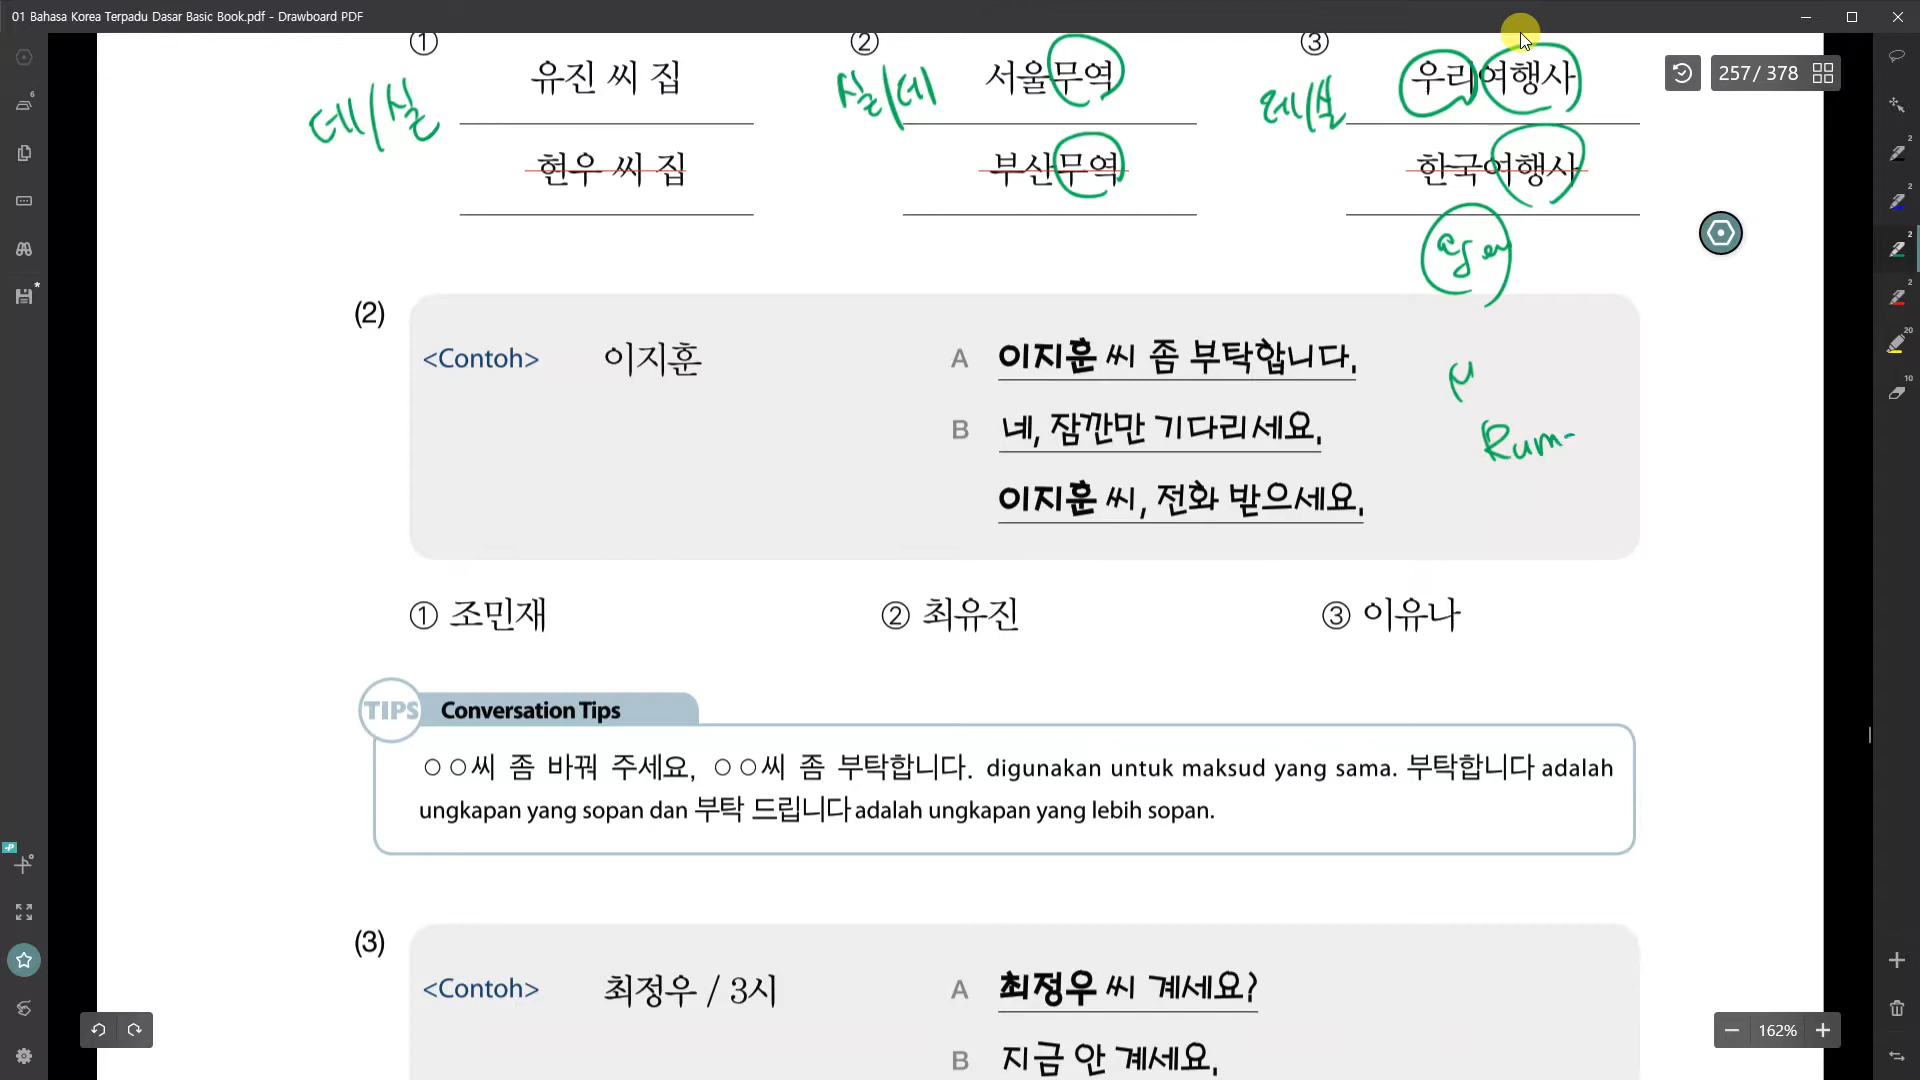 01 Bahasa Korea Terpadu Dasar Basic Book.pdf - Drawboard PDF
257 / 378
① ② ③
유진 씨 집 서울무역 우리여행사
데/실 실/데
현우 씨 집 부산무역 한국여행사
agen
(2)
<Contoh> 이지훈 A 이지훈 씨 좀 부탁합니다.
B 네, 잠깐만 기다리세요.
Rum-
이지훈 씨, 전화 받으세요.
① 조민재 ② 최유진 ③ 이유나
TIPS Conversation Tips
○○씨 좀 바꿔 주세요, ○○씨 좀 부탁합니다. digunakan untuk maksud yang sama. 부탁합니다 adalah
ungkapan yang sopan dan 부탁 드립니다 adalah ungkapan yang lebih sopan.
(3)
<Contoh> 최정우 / 3시 A 최정우 씨 계세요?
B 지금 안 계세요.
162%